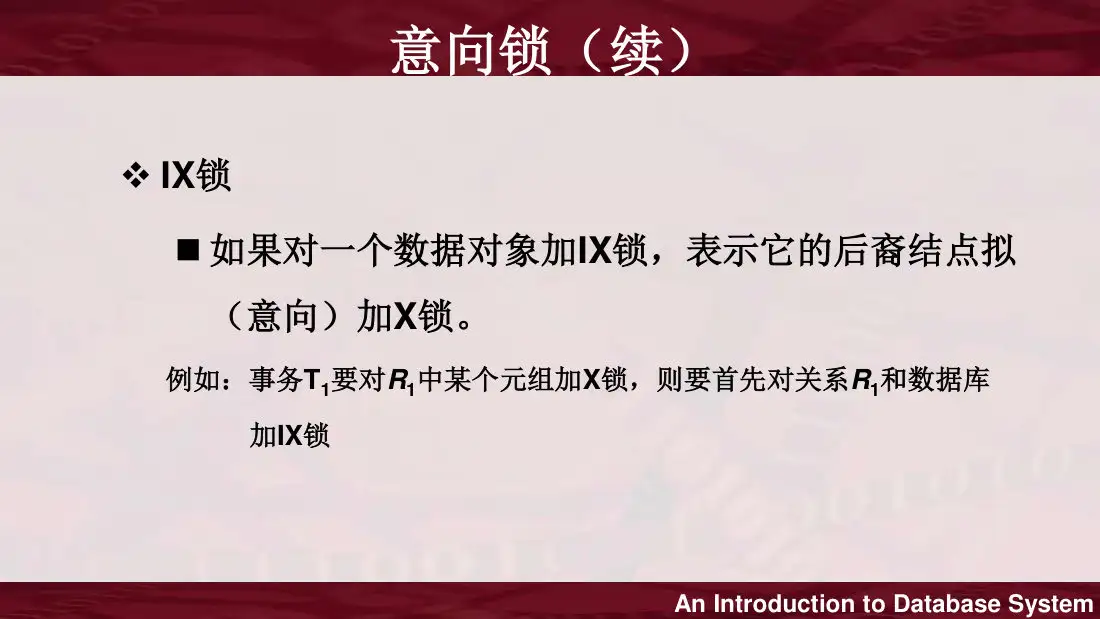 意向锁（续）
❖ IX锁
■ 如果对一个数据对象加IX锁，表示它的后裔结点拟
（意向）加X锁。
例如：事务T1要对R1中某个元组加X锁，则要首先对关系R1和数据库
加IX锁
An Introduction to Database System